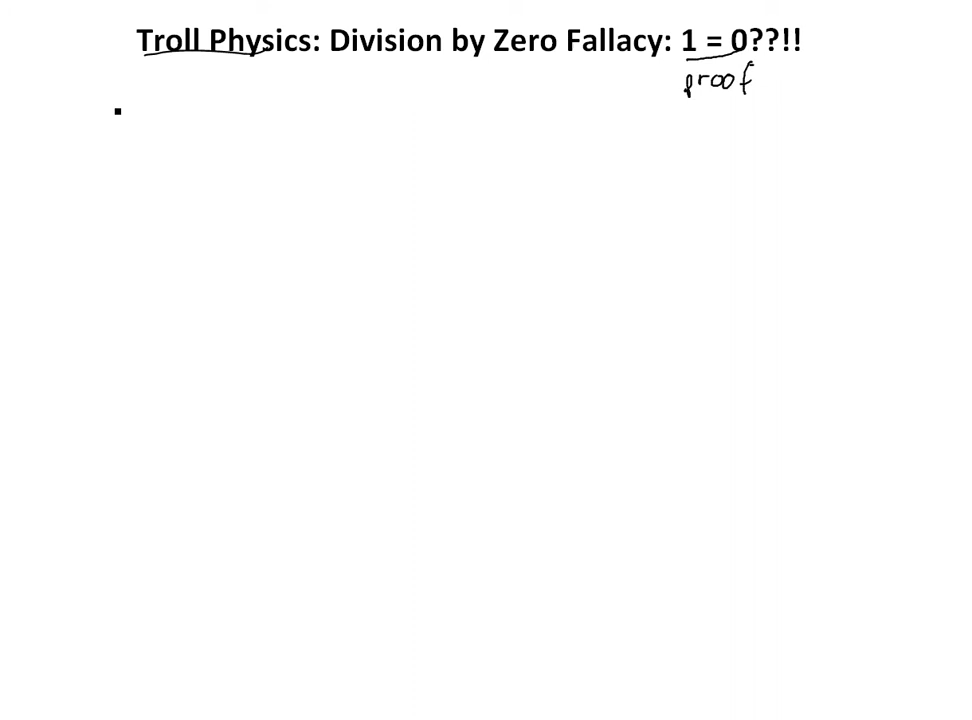 Troll Physics: Division by Zero Fallacy: 1 = 0??!!
proof